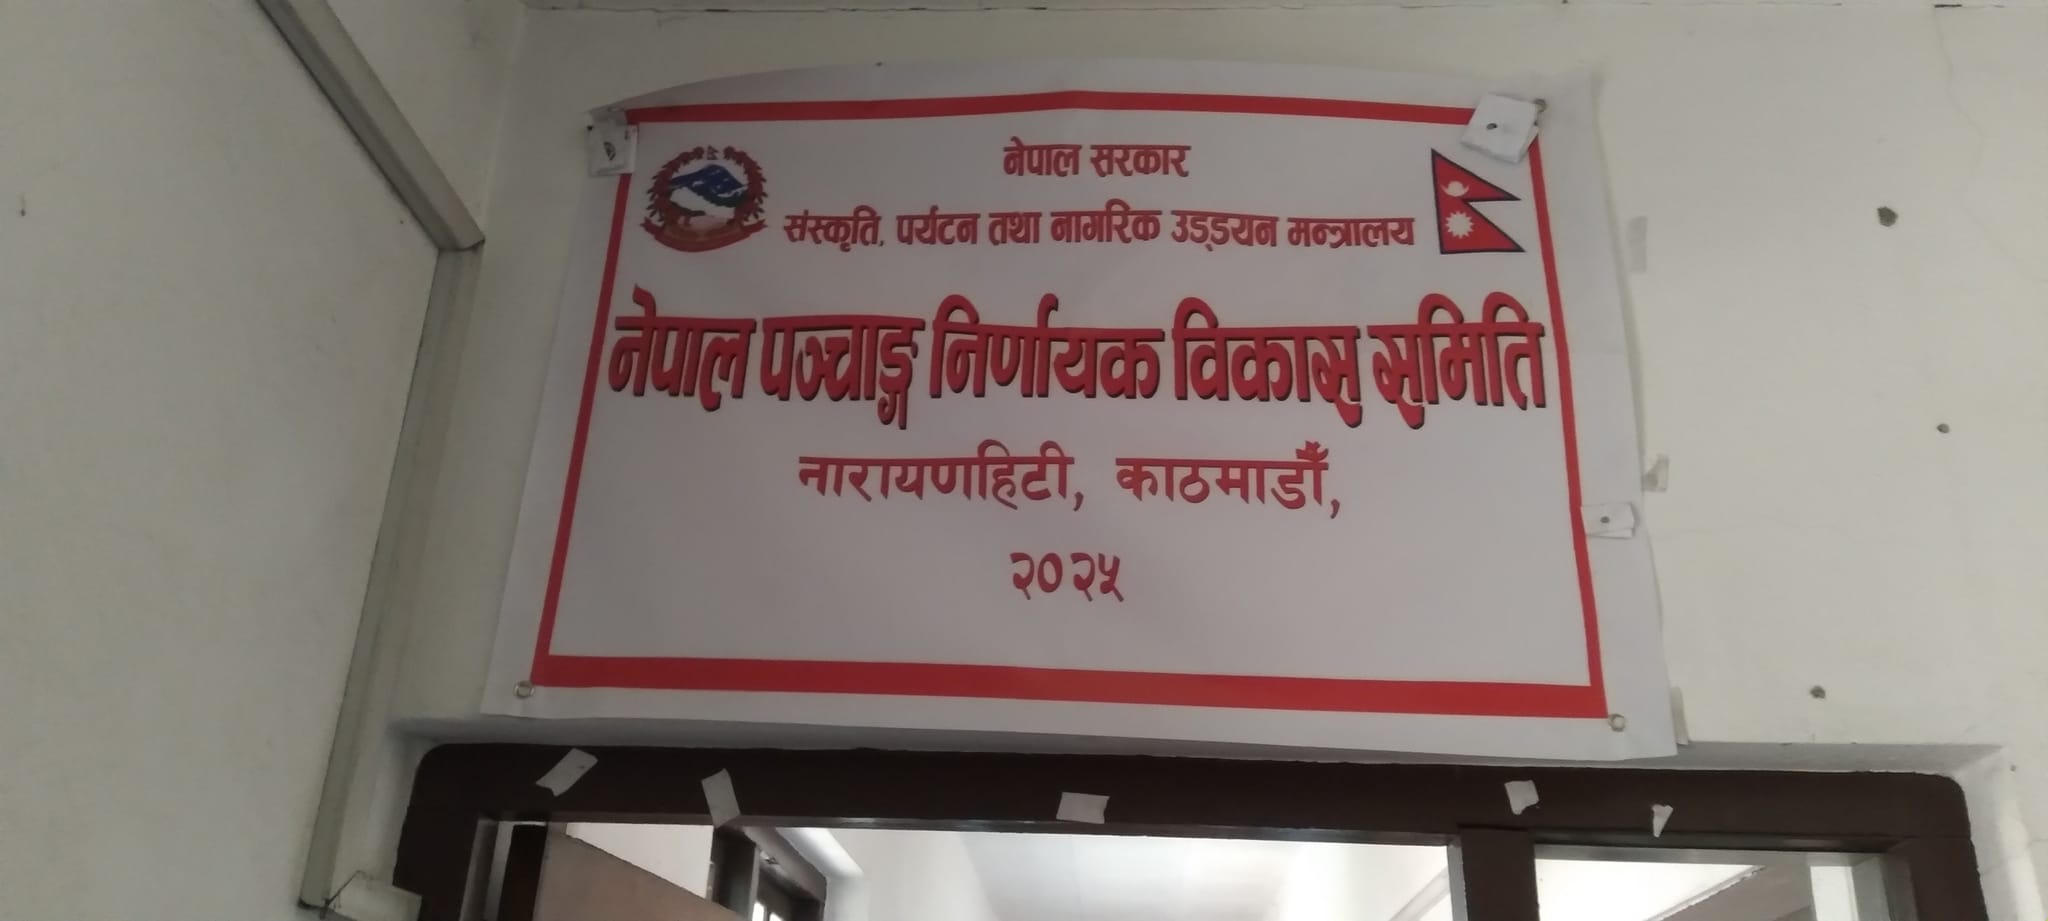 नेपाल सरकार
संस्कृति, पर्यटन तथा नागरिक उड्डयन मन्त्रालय
नेपाल पञ्चाङ्ग निर्णायक विकास समिति
नारायणहिटी, काठमाडौँ,
२०२५